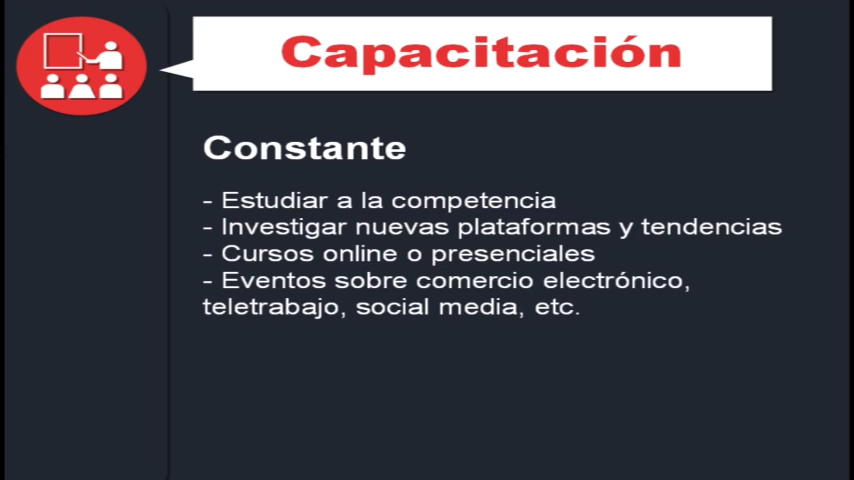 Capacitación
Constante
- Estudiar a la competencia
- Investigar nuevas plataformas y tendencias
- Cursos online o presenciales
- Eventos sobre comercio electrónico,
teletrabajo, social media, etc.